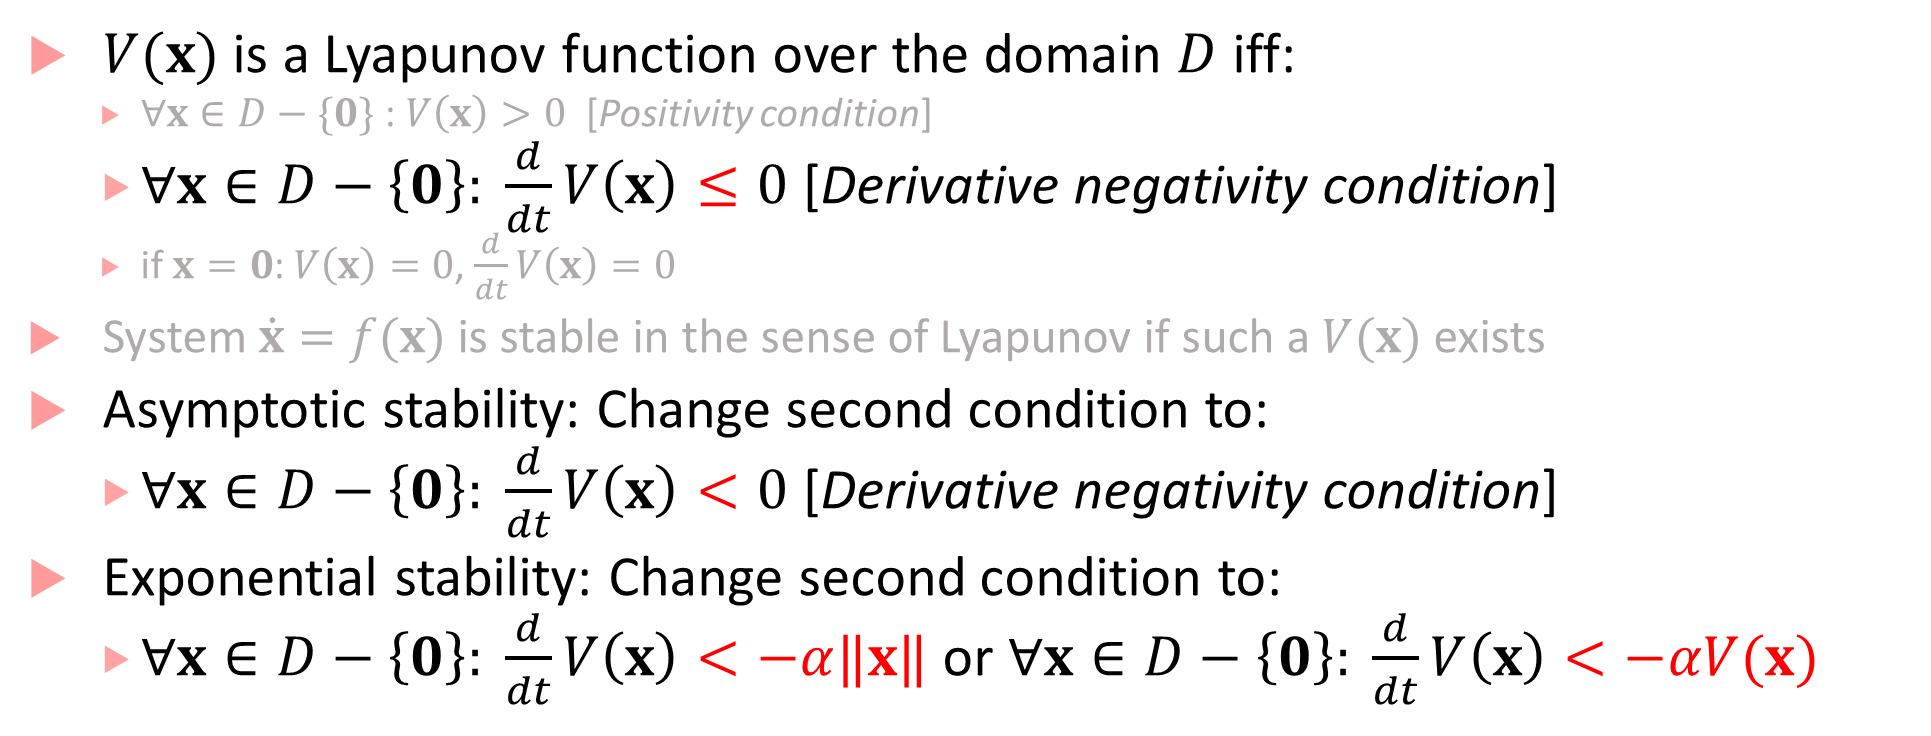 ▶ V(𝐱) is a Lyapunov function over the domain D iff:
▶ ∀𝐱 ∈ D − {𝟎} : V(𝐱) > 0 [Positivity condition]
▶ ∀𝐱 ∈ D − {𝟎}: d/dt V(𝐱) ≤ 0 [Derivative negativity condition]
▶ if 𝐱 = 𝟎: V(𝐱) = 0, d/dt V(𝐱) = 0
▶ System 𝐱̇ = f(𝐱) is stable in the sense of Lyapunov if such a V(𝐱) exists
▶ Asymptotic stability: Change second condition to:
▶ ∀𝐱 ∈ D − {𝟎}: d/dt V(𝐱) < 0 [Derivative negativity condition]
▶ Exponential stability: Change second condition to:
▶ ∀𝐱 ∈ D − {𝟎}: d/dt V(𝐱) < −α‖𝐱‖ or ∀𝐱 ∈ D − {𝟎}: d/dt V(𝐱) < −αV(𝐱)